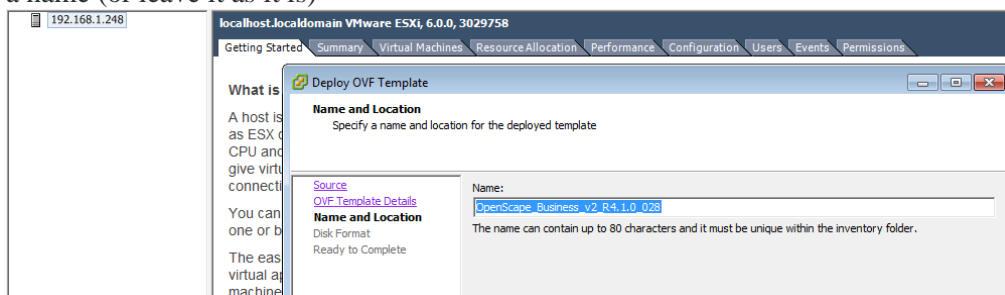 a name (or leave it as it is)
192.168.1.248
localhost.localdomain VMware ESXi, 6.0.0, 3029758
Getting Started Summary Virtual Machines Resource Allocation Performance Configuration Users Events Permissions
What is
A host is
as ESX
CPU and
give virtu
connecti
You can
one or b
The eas
virtual a
machine
Deploy OVF Template
Name and Location
Specify a name and location for the deployed template
Source
OVF Template Details
Name and Location
Disk Format
Ready to Complete
Name:
OpenScape_Business_v2_R4.1.0_028
The name can contain up to 80 characters and it must be unique within the inventory folder.